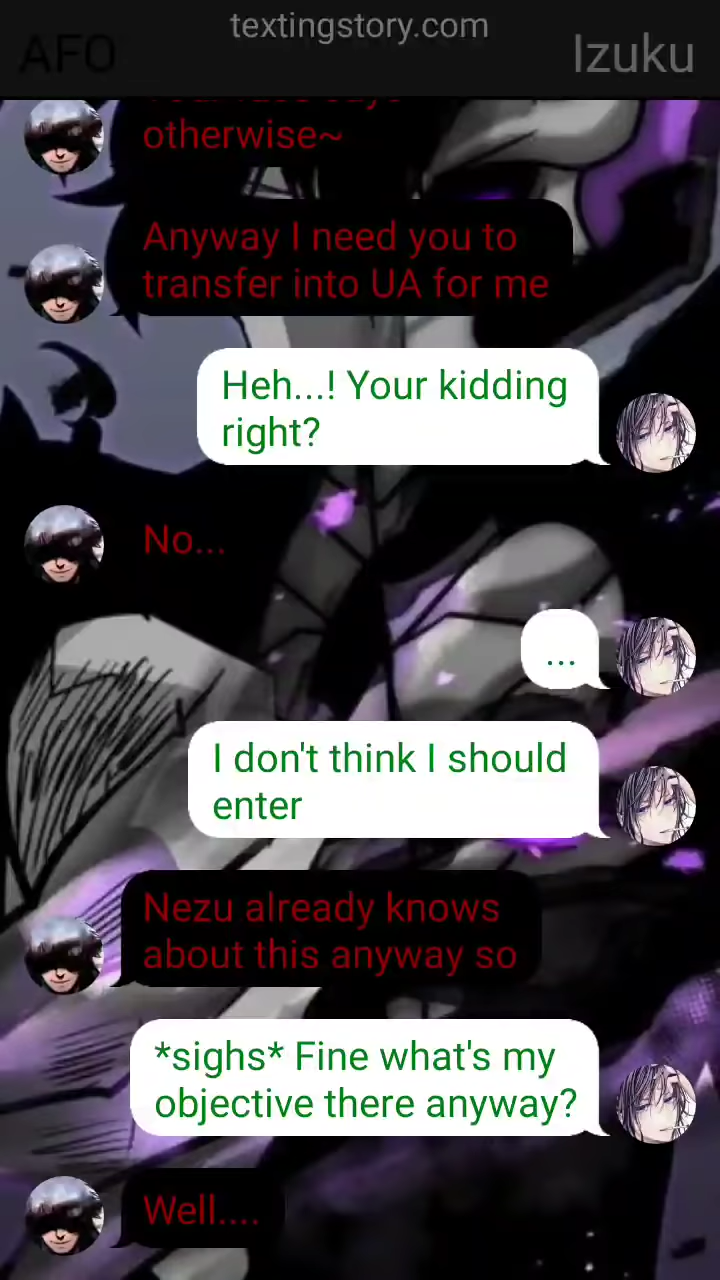 textingstory.com
AFO
Izuku
otherwise~
Anyway I need you to
transfer into UA for me
Heh...! Your kidding
right?
No...
...
I don't think I should
enter
Nezu already knows
about this anyway so
*sighs* Fine what's my
objective there anyway?
Well....